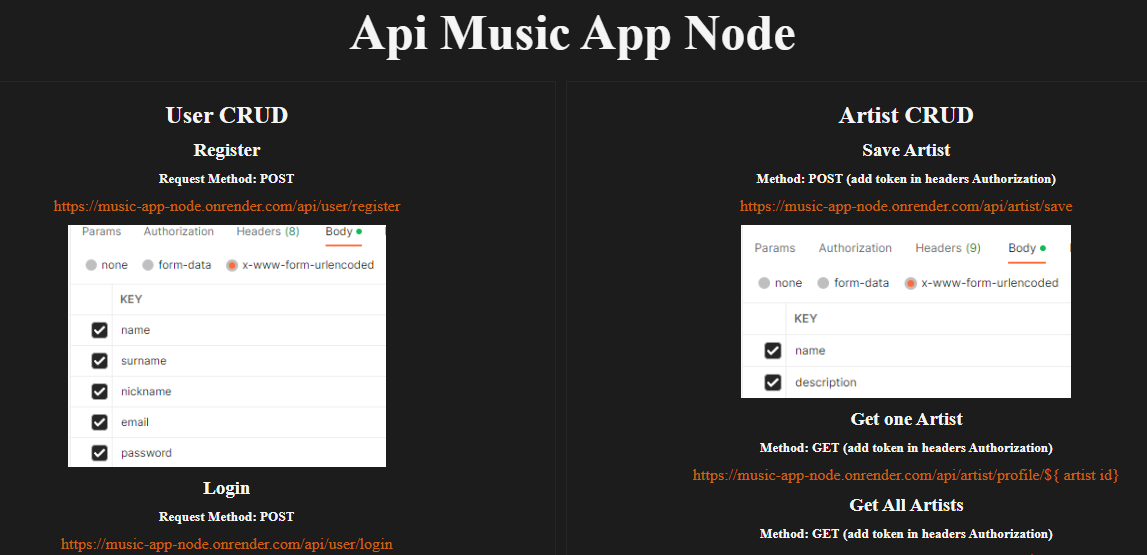 Api Music App Node
User CRUD
Register
Request Method: POST
https://music-app-node.onrender.com/api/user/register
Params Authorization Headers (8) Body
none form-data x-www-form-urlencoded
KEY
name
surname
nickname
email
password
Login
Request Method: POST
https://music-app-node.onrender.com/api/user/login
Artist CRUD
Save Artist
Method: POST (add token in headers Authorization)
https://music-app-node.onrender.com/api/artist/save
Params Authorization Headers (9) Body
none form-data x-www-form-urlencoded
KEY
name
description
Get one Artist
Method: GET (add token in headers Authorization)
https://music-app-node.onrender.com/api/artist/profile/${ artist id}
Get All Artists
Method: GET (add token in headers Authorization)